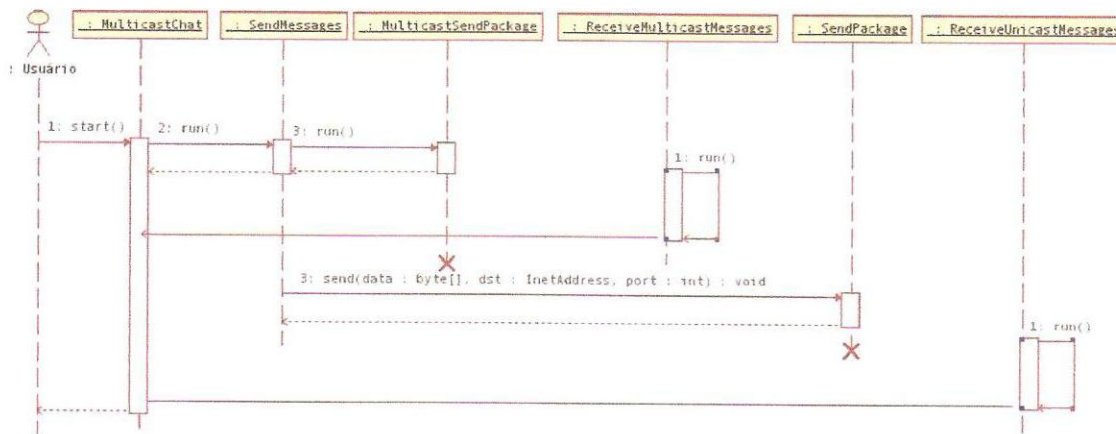 : MulticastChat
: SendMessages
: MulticastSendPackage
: ReceiveMulticastMessages
: SendPackage
: ReceiveUnicastMessages
: Usuário
1: start()
2: run()
3: run()
1: run()
3: send(data : byte[], dst : InetAddress, port : int) : void
1: run()